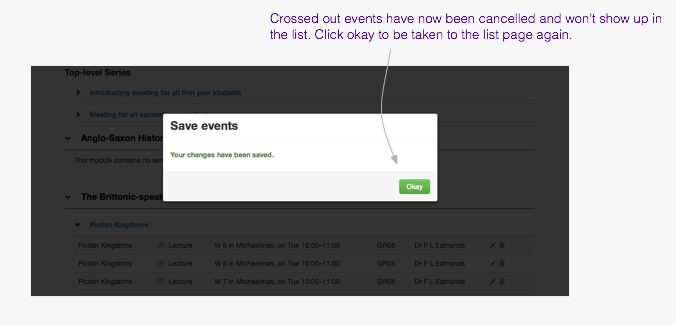 Crossed out events have now been cancelled and won't show up in
the list. Click okay to be taken to the list page again.
Top-level Series
Introductory meeting for all first year students
Meeting for all secon
Anglo-Saxon Histor
This module contains no ser
Save events
Your changes have been saved.
Okay
The Brittonic-speak
Pictish Kingdoms
Pictish Kingdoms Lecture W 5 in Michaelmas, on Tue 10:00–11:00 GR05 Dr F L Edmonds
Pictish Kingdoms Lecture W 6 in Michaelmas, on Tue 10:00–11:00 GR05 Dr F L Edmonds
Pictish Kingdoms Lecture W 7 in Michaelmas, on Tue 10:00–11:00 GR05 Dr F L Edmonds